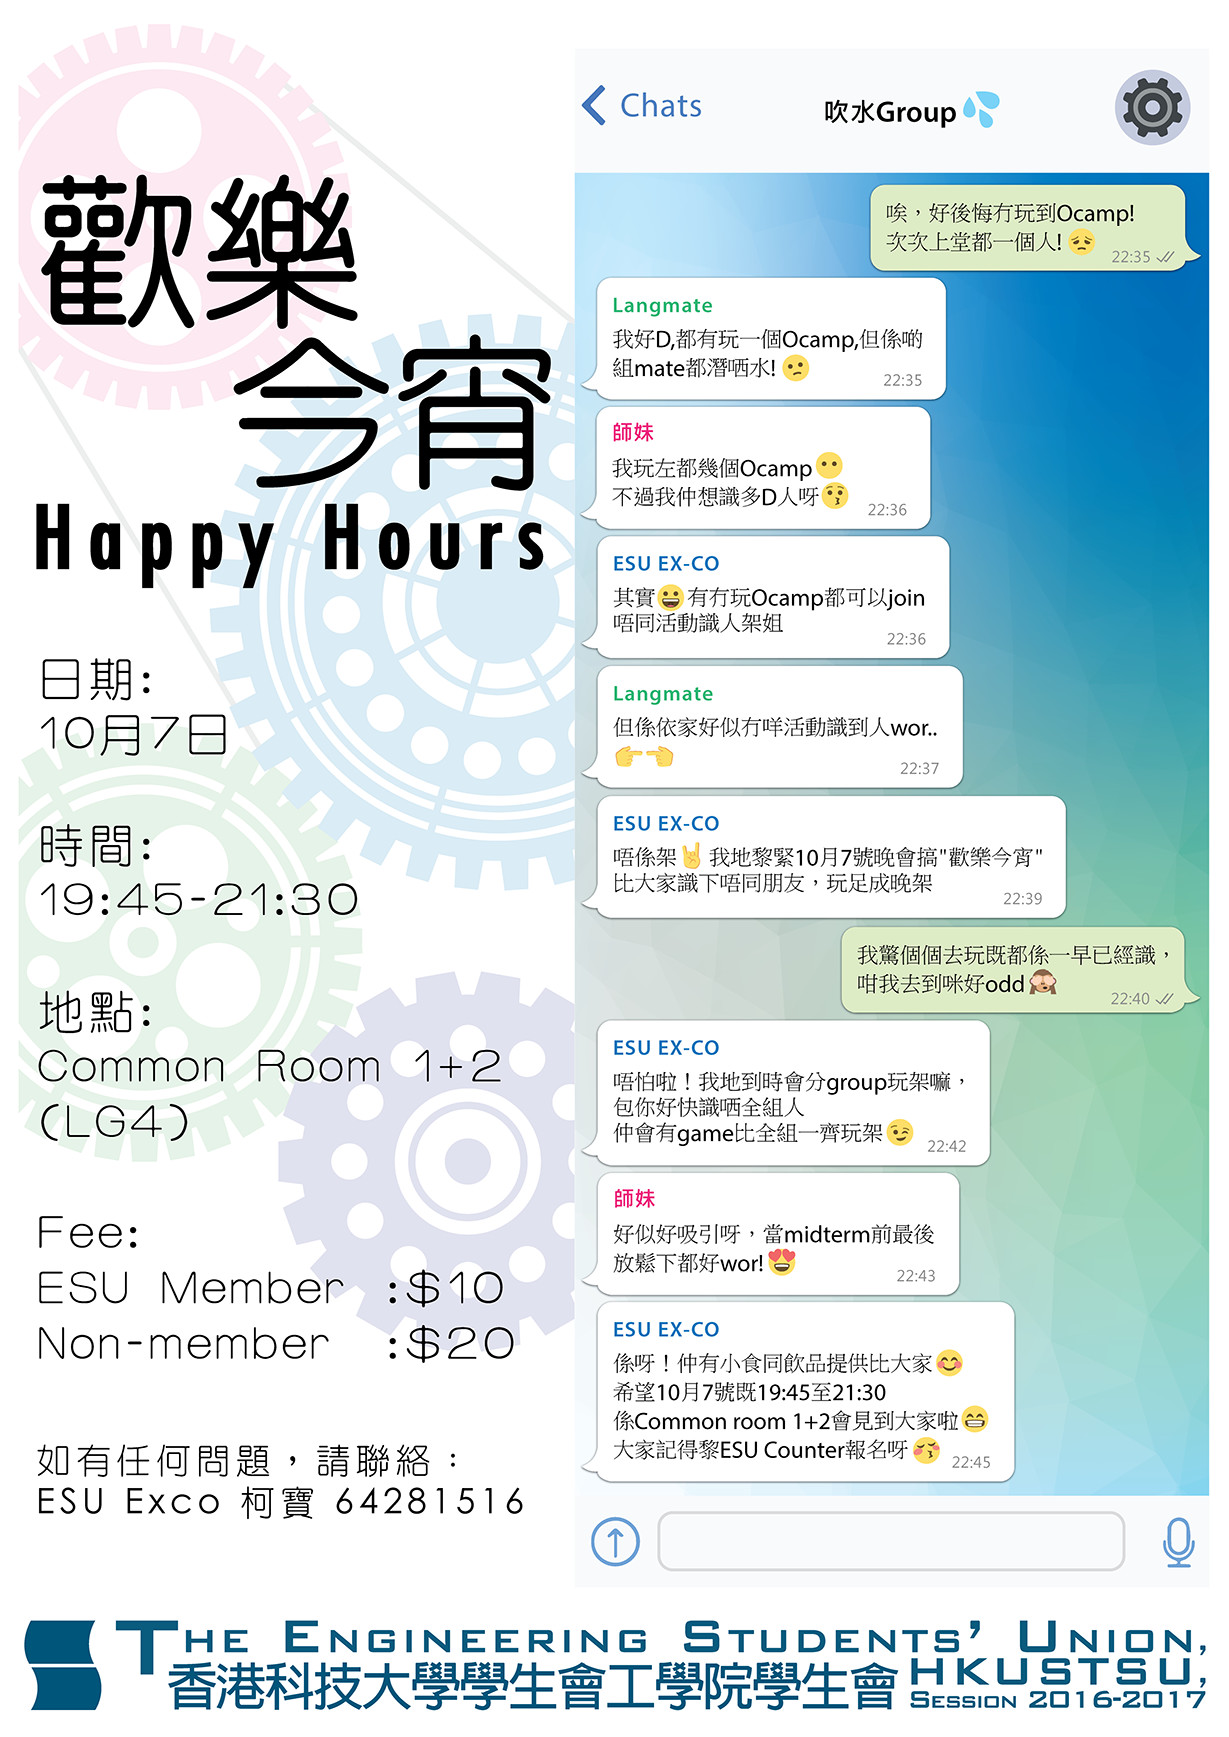 歡樂
今宵
Happy Hours
日期:
10月7日
時間:
19:45-21:30
地點:
Common Room 1+2
(LG4)
Fee:
ESU Member :$10
Non-member :$20
如有任何問題，請聯絡：
ESU Exco 柯寶 64281516
Chats
吹水Group
唉，好後悔冇玩到Ocamp!
次次上堂都一個人!
22:35
Langmate
我好D,都有玩一個Ocamp,但係啲
組mate都潛哂水!
22:35
師妹
我玩左都幾個Ocamp
不過我仲想識多D人呀
22:36
ESU EX-CO
其實 有冇玩Ocamp都可以join
唔同活動識人架姐
22:36
Langmate
但係依家好似冇咩活動識到人wor..
22:37
ESU EX-CO
唔係架 我地黎緊10月7號晚會搞"歡樂今宵"
比大家識下唔同朋友，玩足成晚架
22:39
我驚個個去玩既都係一早已經識，
咁我去到咪好odd
22:40
ESU EX-CO
唔怕啦！我地到時會分group玩架嘛，
包你好快識哂全組人
仲會有game比全組一齊玩架
22:42
師妹
好似好吸引呀，當midterm前最後
放鬆下都好wor!
22:43
ESU EX-CO
係呀！仲有小食同飲品提供比大家
希望10月7號既19:45至21:30
係Common room 1+2會見到大家啦
大家記得黎ESU Counter報名呀
22:45
The Engineering Students' Union,
香港科技大學學生會工學院學生會 HKUSTSU,
Session 2016-2017